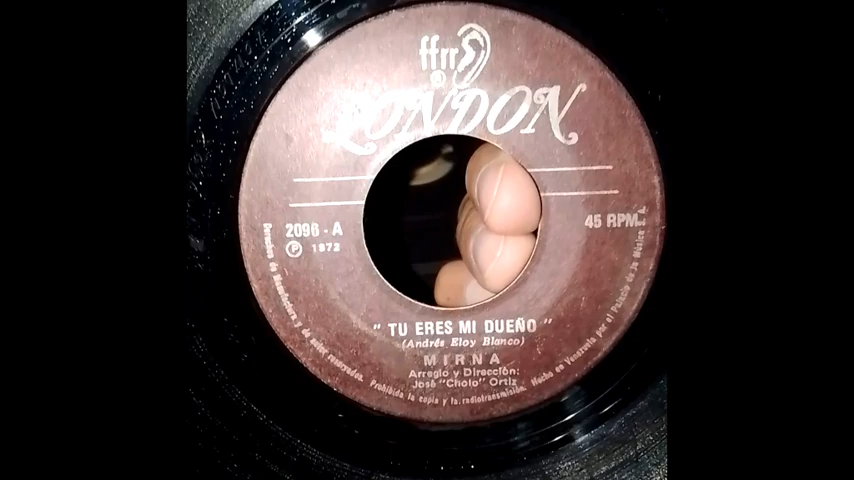 ffrr
®
LONDON
2096 - A
45 RPM.
Ⓟ 1972
" TU ERES MI DUEÑO "
(Andrés Eloy Blanco)
MIRNA
Arreglo y Dirección:
José "Cholo" Ortiz
Derechos de Manufactura y de autor reservados. Prohibida la copia y la radiotransmisión. Hecho en Venezuela por el Palacio de la Música